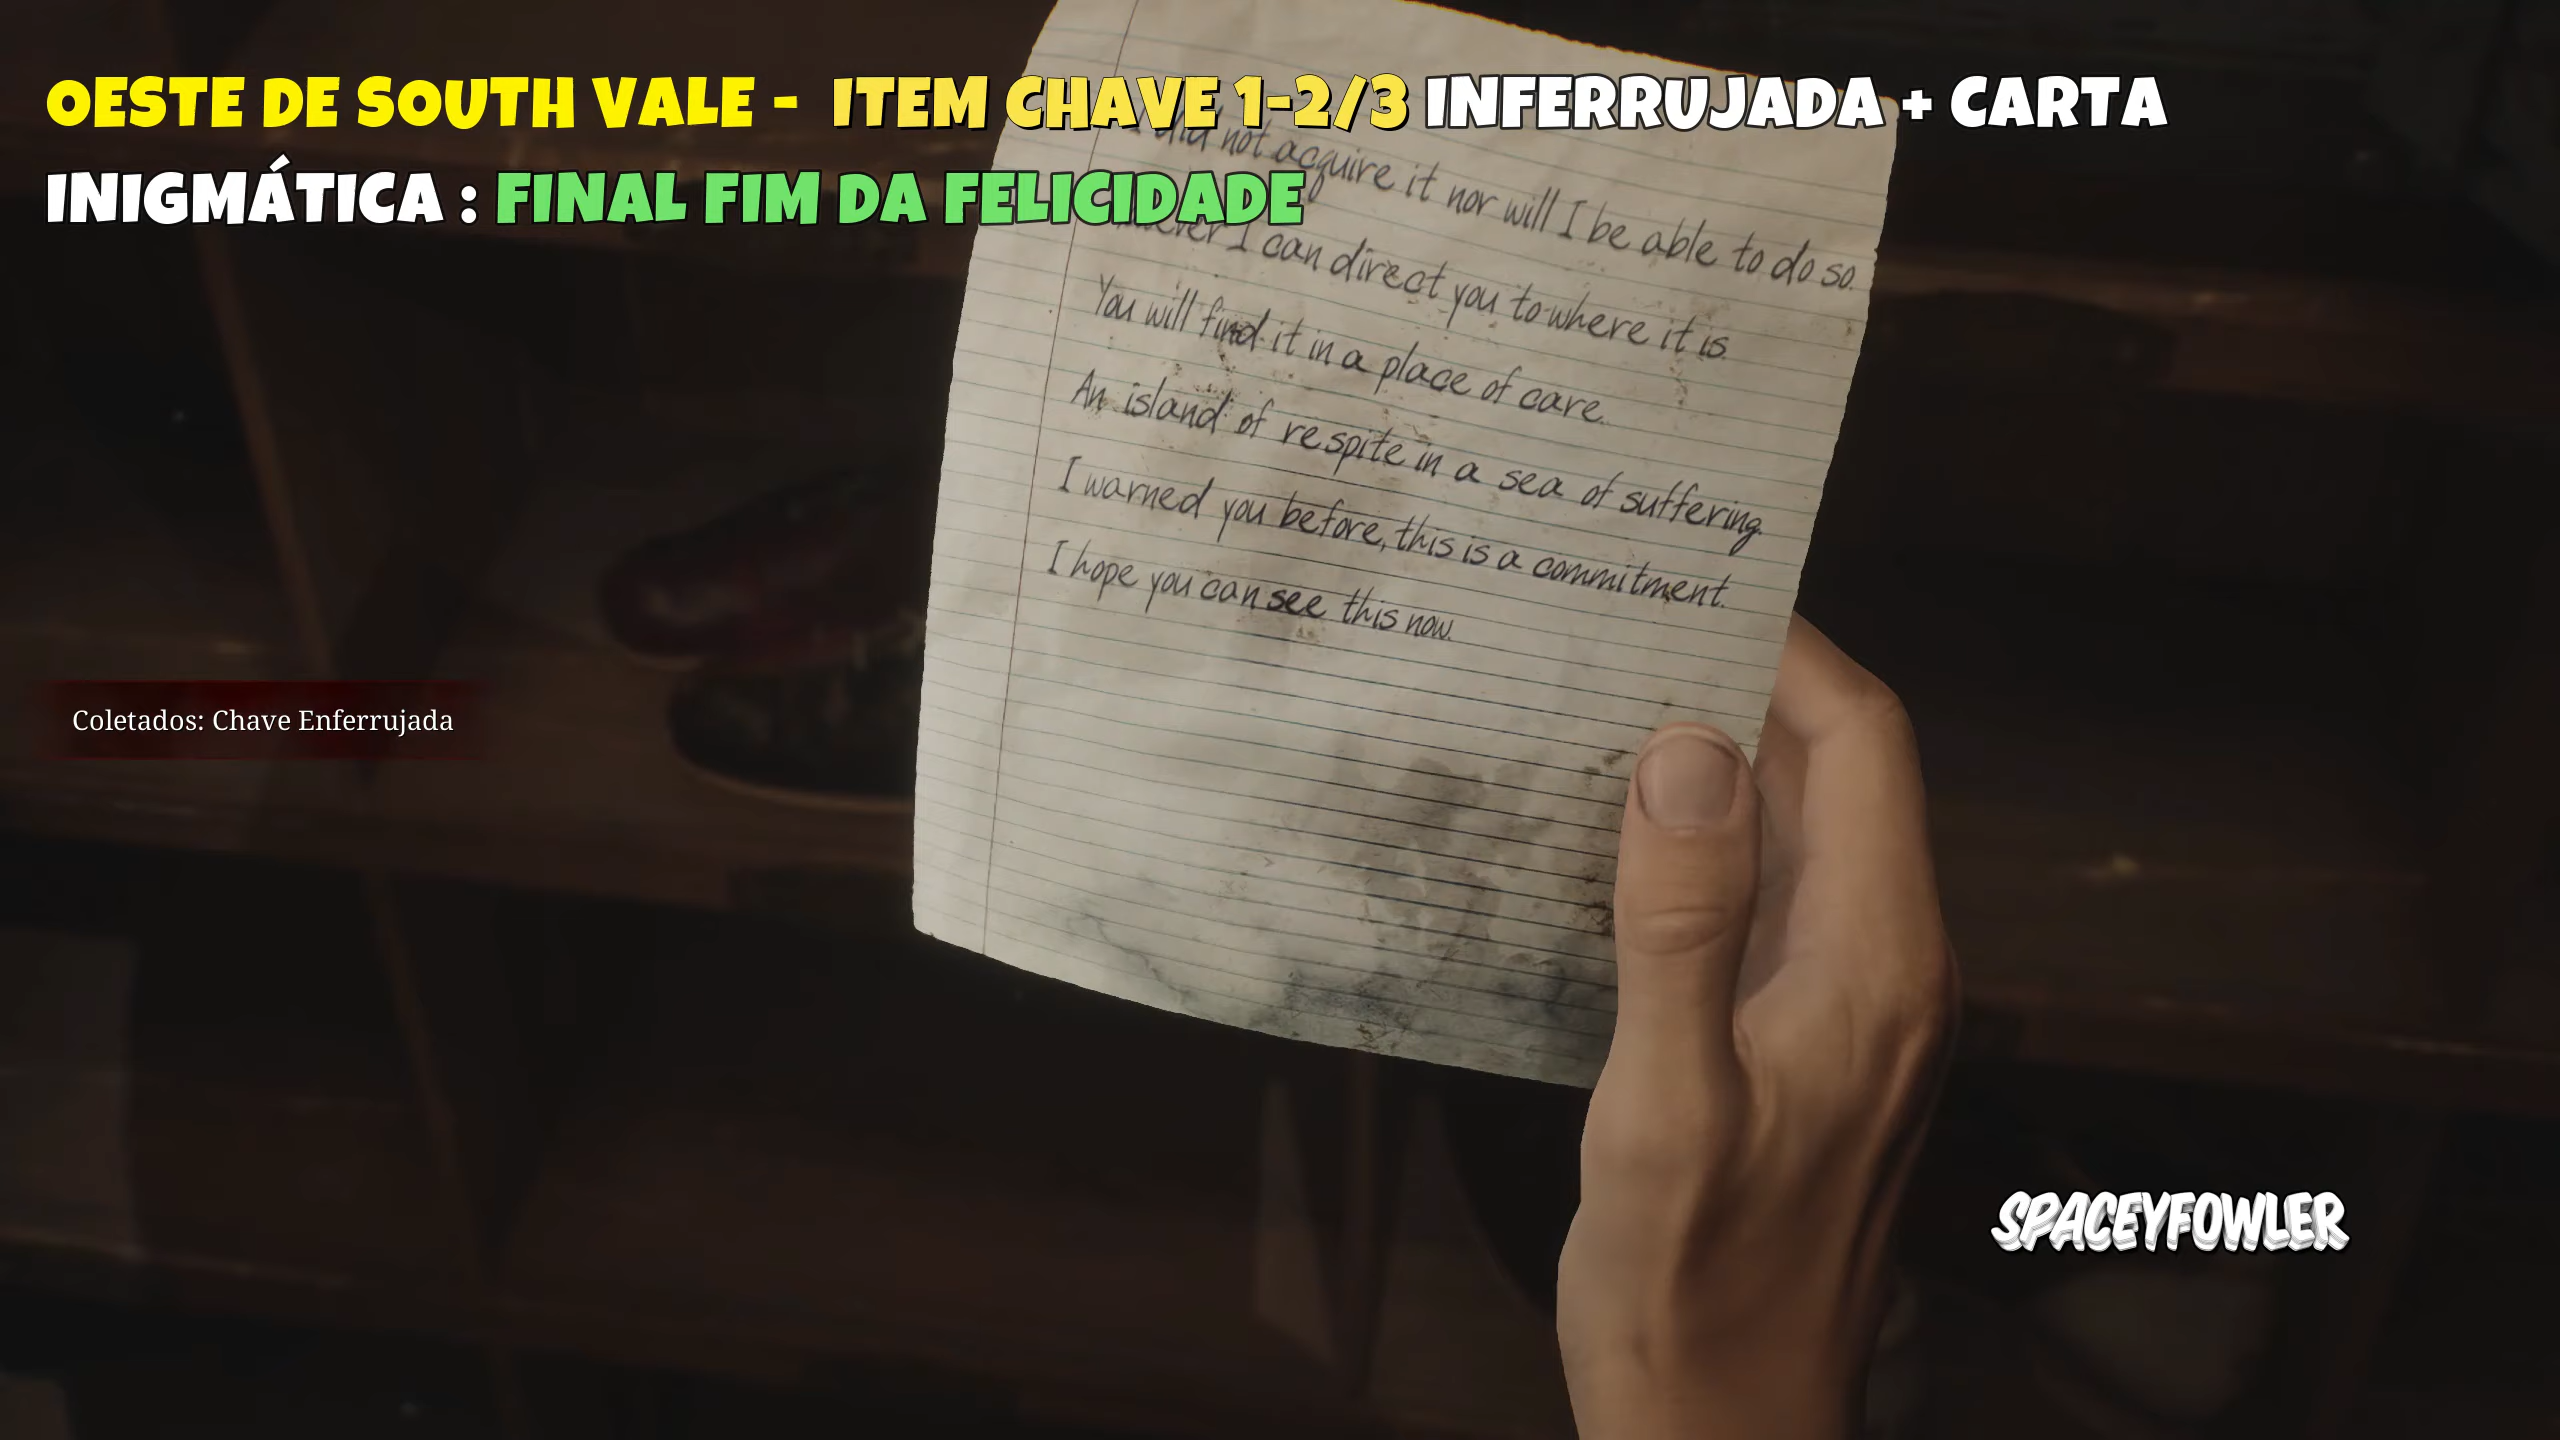 OESTE DE SOUTH VALE - ITEM CHAVE 1-2/3 INFERRUJADA + CARTA
INIGMÁTICA : FINAL FIM DA FELICIDADE
I did not acquire it nor will I be able to do so.
I can direct you to where it is.
You will find it in a place of care.
An island of respite in a sea of suffering.
I warned you before, this is a commitment.
I hope you can see this now.
Coletados: Chave Enferrujada
SPACEYFOWLER